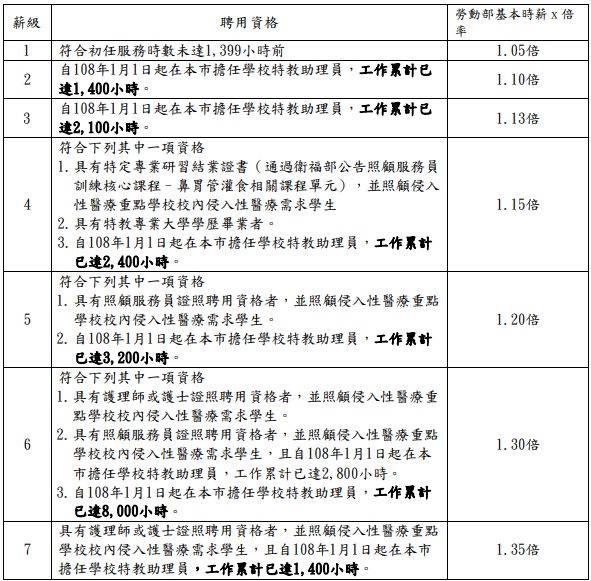 薪級
聘用資格
勞動部基本時薪 x 倍
率
1
符合初任服務時數未達1,399小時前
1.05倍
2
自108年1月1日起在本市擔任學校特教助理員，工作累計已
達1,400小時。
1.10倍
3
自108年1月1日起在本市擔任學校特教助理員，工作累計已
達2,100小時。
1.13倍
4
符合下列其中一項資格
1. 具有特定專業研習結業證書（通過衛福部公告照顧服務員
訓練核心課程–鼻胃管灌食相關課程單元），並照顧侵入
性醫療重點學校校內侵入性醫療需求學生
2. 具有特教專業大學學歷畢業者。
3. 自108年1月1日起在本市擔任學校特教助理員，工作累計
已達2,400小時。
1.15倍
5
符合下列其中一項資格
1. 具有照顧服務員證照聘用資格者，並照顧侵入性醫療重點
學校校內侵入性醫療需求學生。
2. 自108年1月1日起在本市擔任學校特教助理員，工作累計
已達3,200小時。
1.20倍
6
符合下列其中一項資格
1. 具有護理師或護士證照聘用資格者，並照顧侵入性醫療重
點學校校內侵入性醫療需求學生。
2. 具有照顧服務員證照聘用資格者，並照顧侵入性醫療重點
學校校內侵入性醫療需求學生，且自108年1月1日起在本
市擔任學校特教助理員，工作累計已達2,800小時。
3. 自108年1月1日起在本市擔任學校特教助理員，工作累計
已達8,000小時。
1.30倍
7
具有護理師或護士證照聘用資格者，並照顧侵入性醫療重點
學校校內侵入性醫療需求學生，且自108年1月1日起在本市
擔任學校特教助理員，工作累計已達1,400小時。
1.35倍